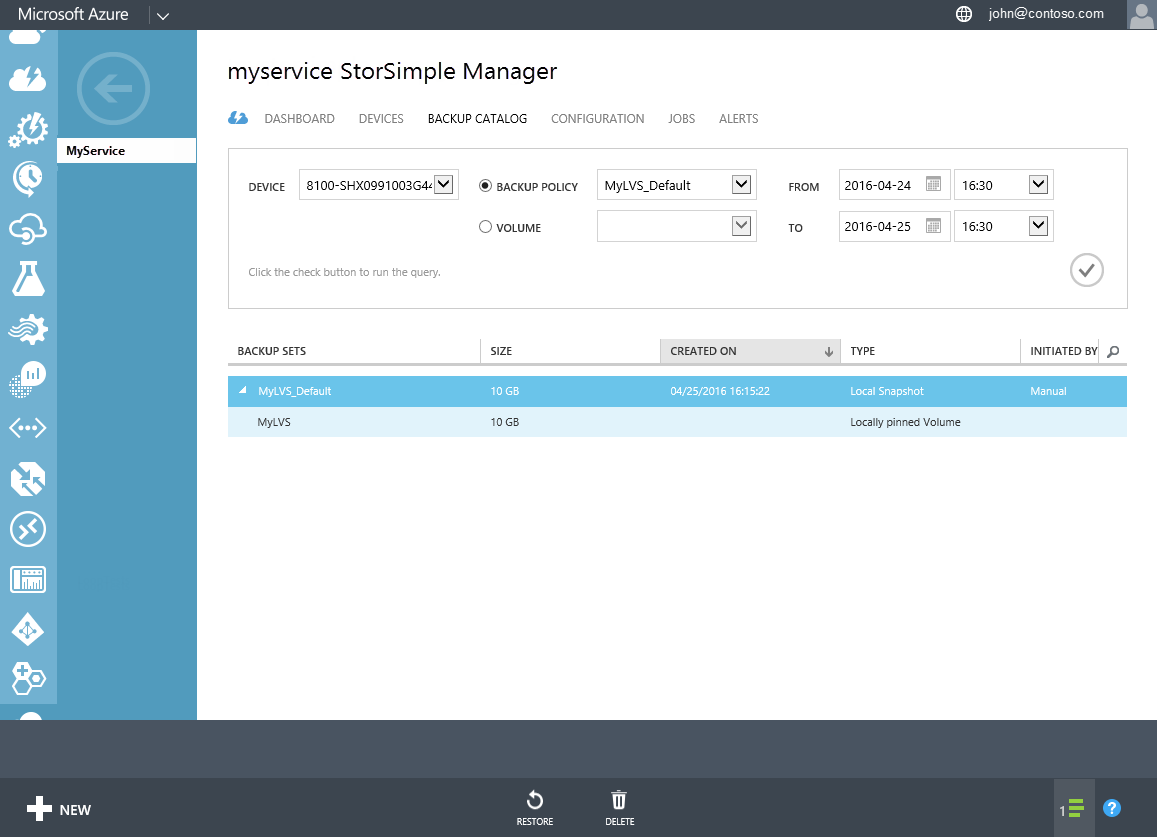 Microsoft Azure
john@contoso.com
MyService
myservice StorSimple Manager
DASHBOARD DEVICES BACKUP CATALOG CONFIGURATION JOBS ALERTS
DEVICE 8100-SHX0991003G4 BACKUP POLICY MyLVS_Default FROM 2016-04-24 16:30
VOLUME TO 2016-04-25 16:30
Click the check button to run the query.
BACKUP SETS SIZE CREATED ON TYPE INITIATED BY
MyLVS_Default 10 GB 04/25/2016 16:15:22 Local Snapshot Manual
MyLVS 10 GB Locally pinned Volume
NEW RESTORE DELETE 1 ?